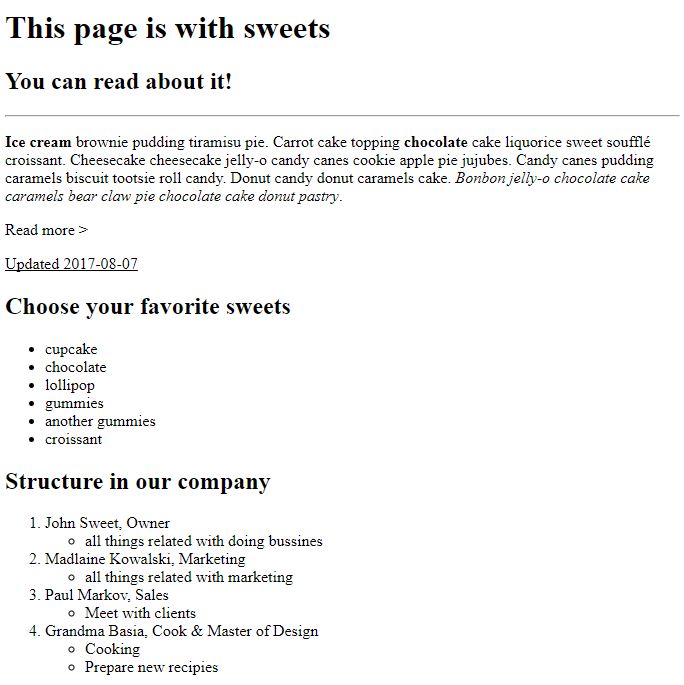 This page is with sweets
You can read about it!
Ice cream brownie pudding tiramisu pie. Carrot cake topping chocolate cake liquorice sweet soufflé
croissant. Cheesecake cheesecake jelly-o candy canes cookie apple pie jujubes. Candy canes pudding
caramels biscuit tootsie roll candy. Donut candy donut caramels cake. Bonbon jelly-o chocolate cake
caramels bear claw pie chocolate cake donut pastry.
Read more >
Updated 2017-08-07
Choose your favorite sweets
• cupcake
• chocolate
• lollipop
• gummies
• another gummies
• croissant
Structure in our company
1. John Sweet, Owner
◦ all things related with doing bussines
2. Madlaine Kowalski, Marketing
◦ all things related with marketing
3. Paul Markov, Sales
◦ Meet with clients
4. Grandma Basia, Cook & Master of Design
◦ Cooking
◦ Prepare new recipies